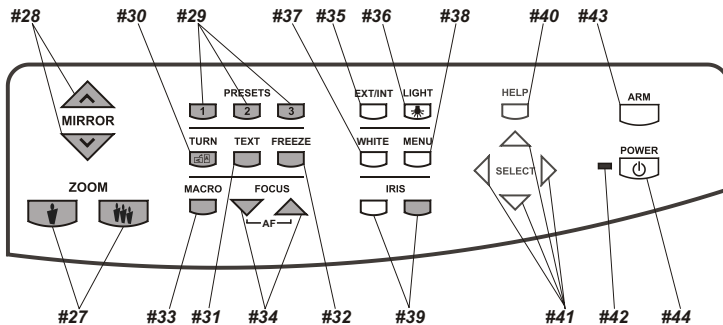 #28 #30 #29 #37 #35 #36 #38 #40 #43
PRESETS EXT/INT LIGHT HELP ARM
1 2 3
MIRROR
TURN TEXT FREEZE WHITE MENU SELECT POWER
ZOOM MACRO FOCUS IRIS
AF
#27 #33 #31 #34 #32 #39 #41 #42 #44